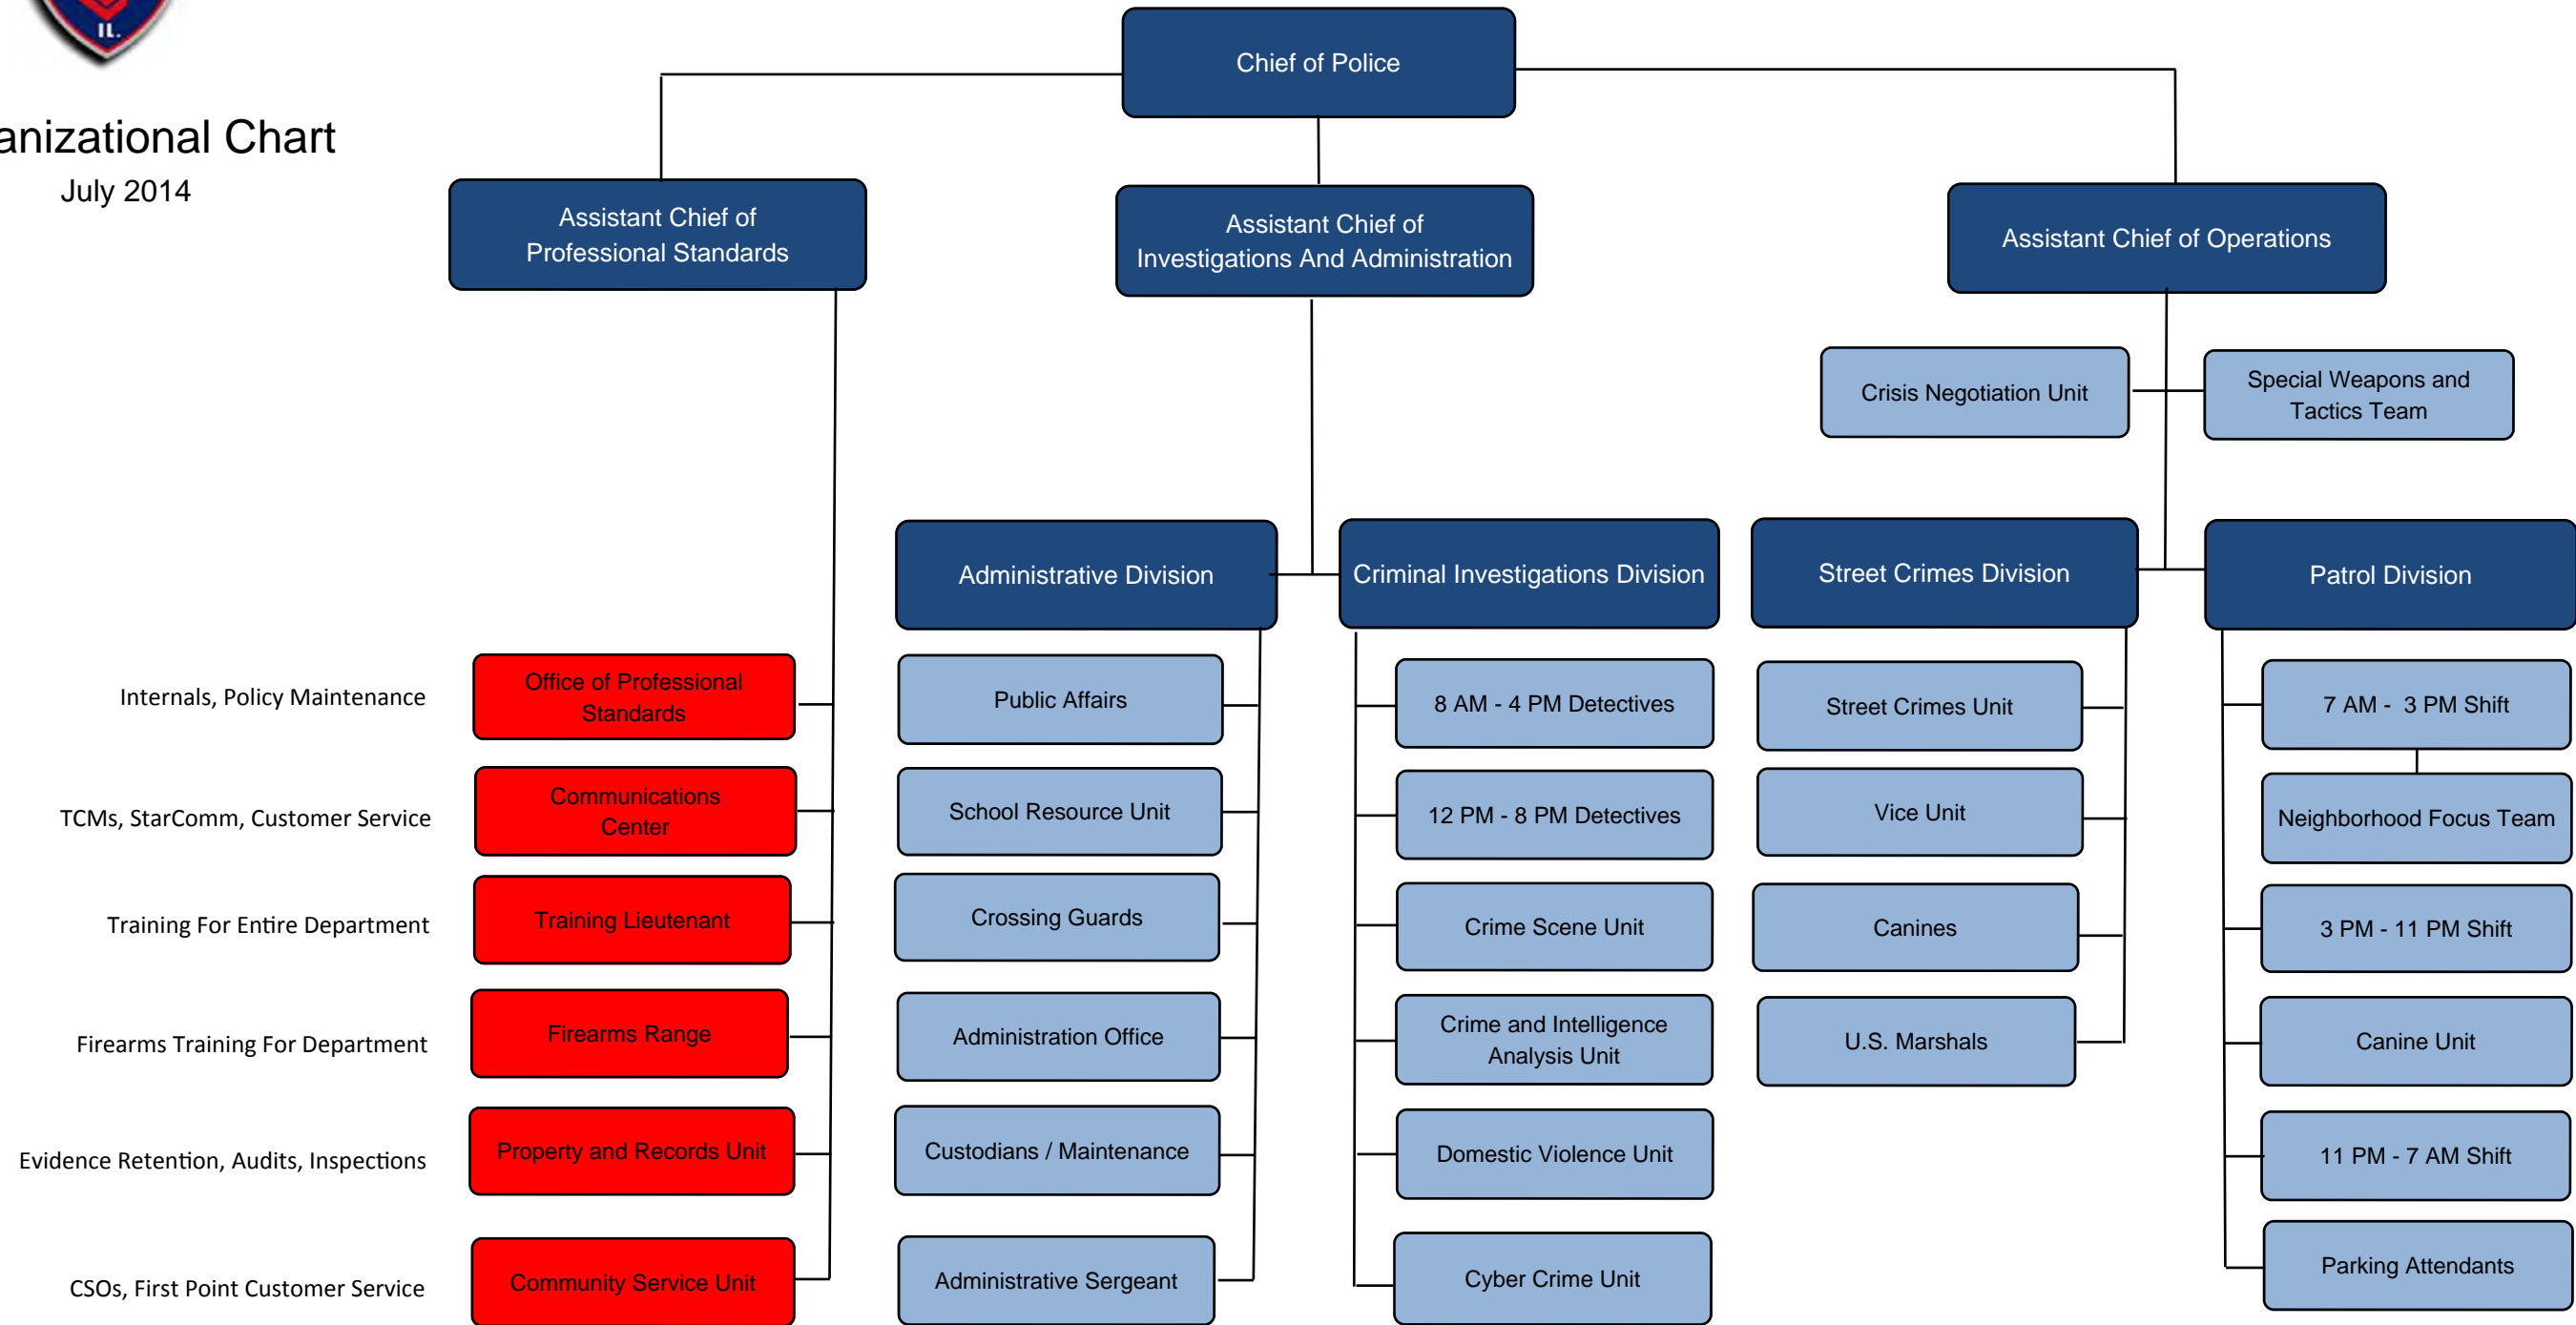 IL.
anizational Chart
July 2014
Chief of Police
Assistant Chief of
Professional Standards
Assistant Chief of
Investigations And Administration
Assistant Chief of Operations
Crisis Negotiation Unit
Special Weapons and
Tactics Team
Administrative Division
Criminal Investigations Division
Street Crimes Division
Patrol Division
Internals, Policy Maintenance
Office of Professional
Standards
Public Affairs
8 AM - 4 PM Detectives
Street Crimes Unit
7 AM -  3 PM Shift
TCMs, StarComm, Customer Service
Communications
Center
School Resource Unit
12 PM - 8 PM Detectives
Vice Unit
Neighborhood Focus Team
Training For Entire Department
Training Lieutenant
Crossing Guards
Crime Scene Unit
Canines
3 PM - 11 PM Shift
Firearms Training For Department
Firearms Range
Administration Office
Crime and Intelligence
Analysis Unit
U.S. Marshals
Canine Unit
Evidence Retention, Audits, Inspections
Property and Records Unit
Custodians / Maintenance
Domestic Violence Unit
11 PM - 7 AM Shift
CSOs, First Point Customer Service
Community Service Unit
Administrative Sergeant
Cyber Crime Unit
Parking Attendants